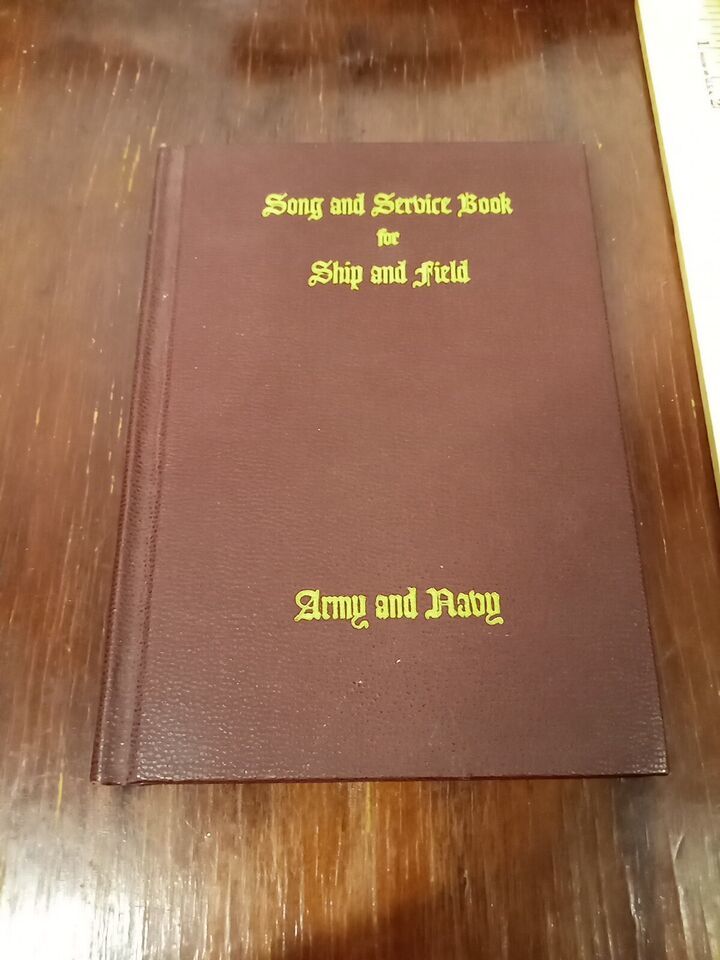 Song and Service Book
for
Ship and Field
Army and Navy